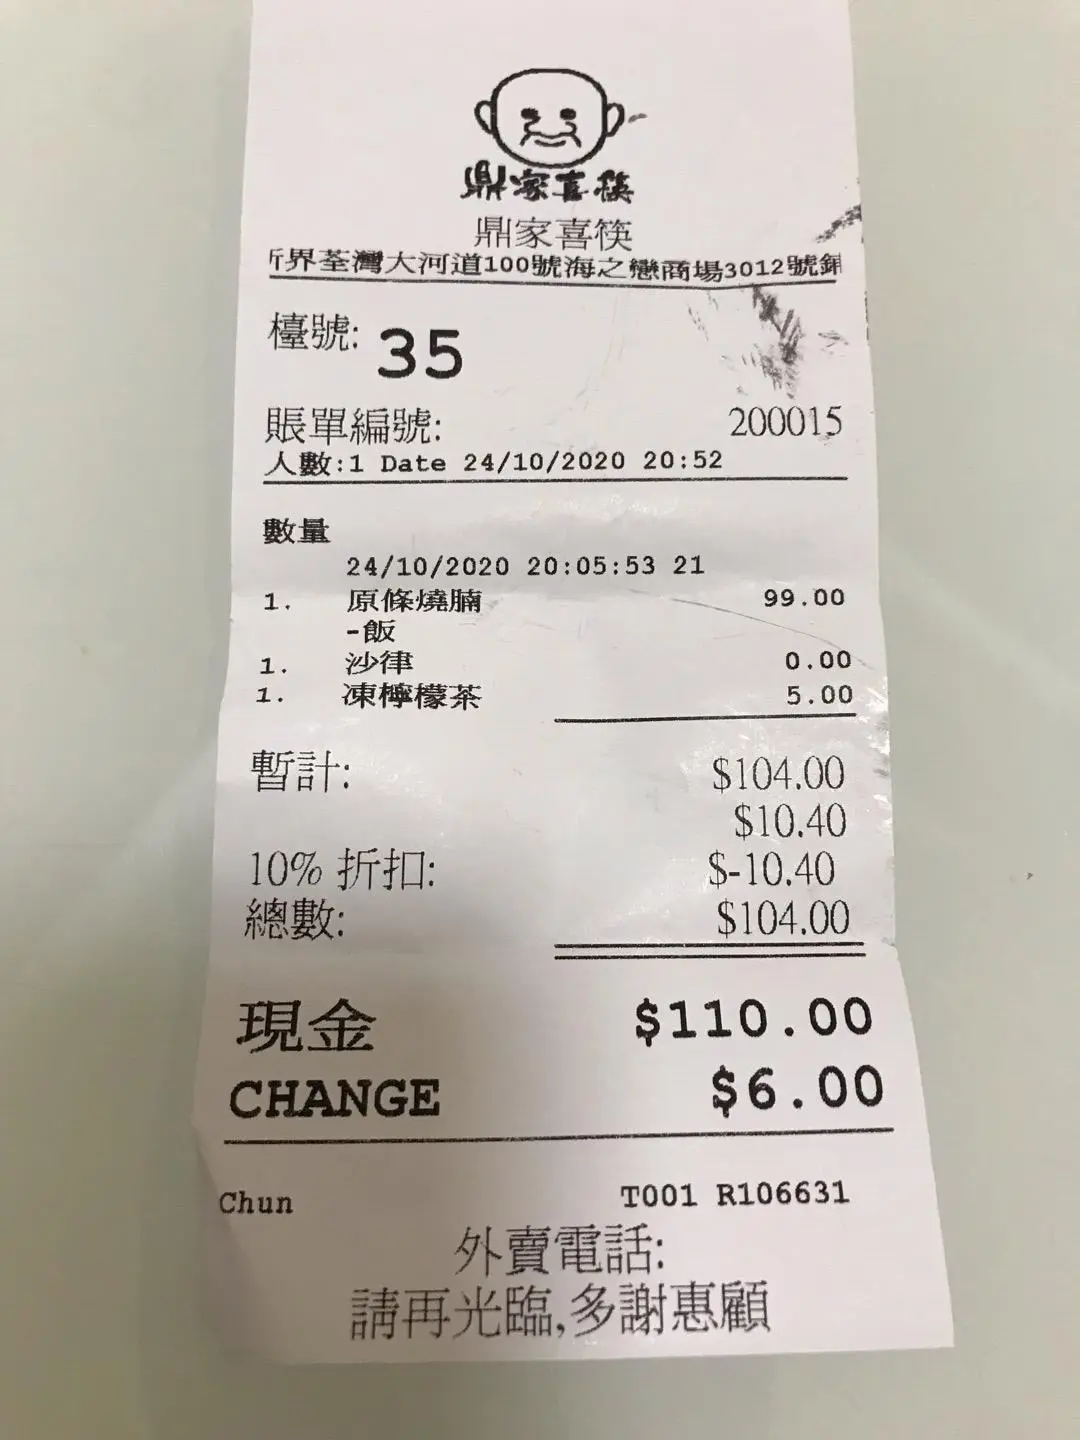 鼎家喜筷
鼎家喜筷
界荃灣大河道100號海之戀商場3012號
檯號: 35
賬單編號: 200015
人數:1 Date 24/10/2020 20:52
數量
24/10/2020 20:05:53 21
1. 原條燒腩 99.00
-飯
1. 沙律 0.00
1. 凍檸檬茶 5.00
暫計: $104.00
$10.40
10% 折扣: $-10.40
總數: $104.00
現金 $110.00
CHANGE $6.00
Chun T001 R106631
外賣電話:
請再光臨,多謝惠顧